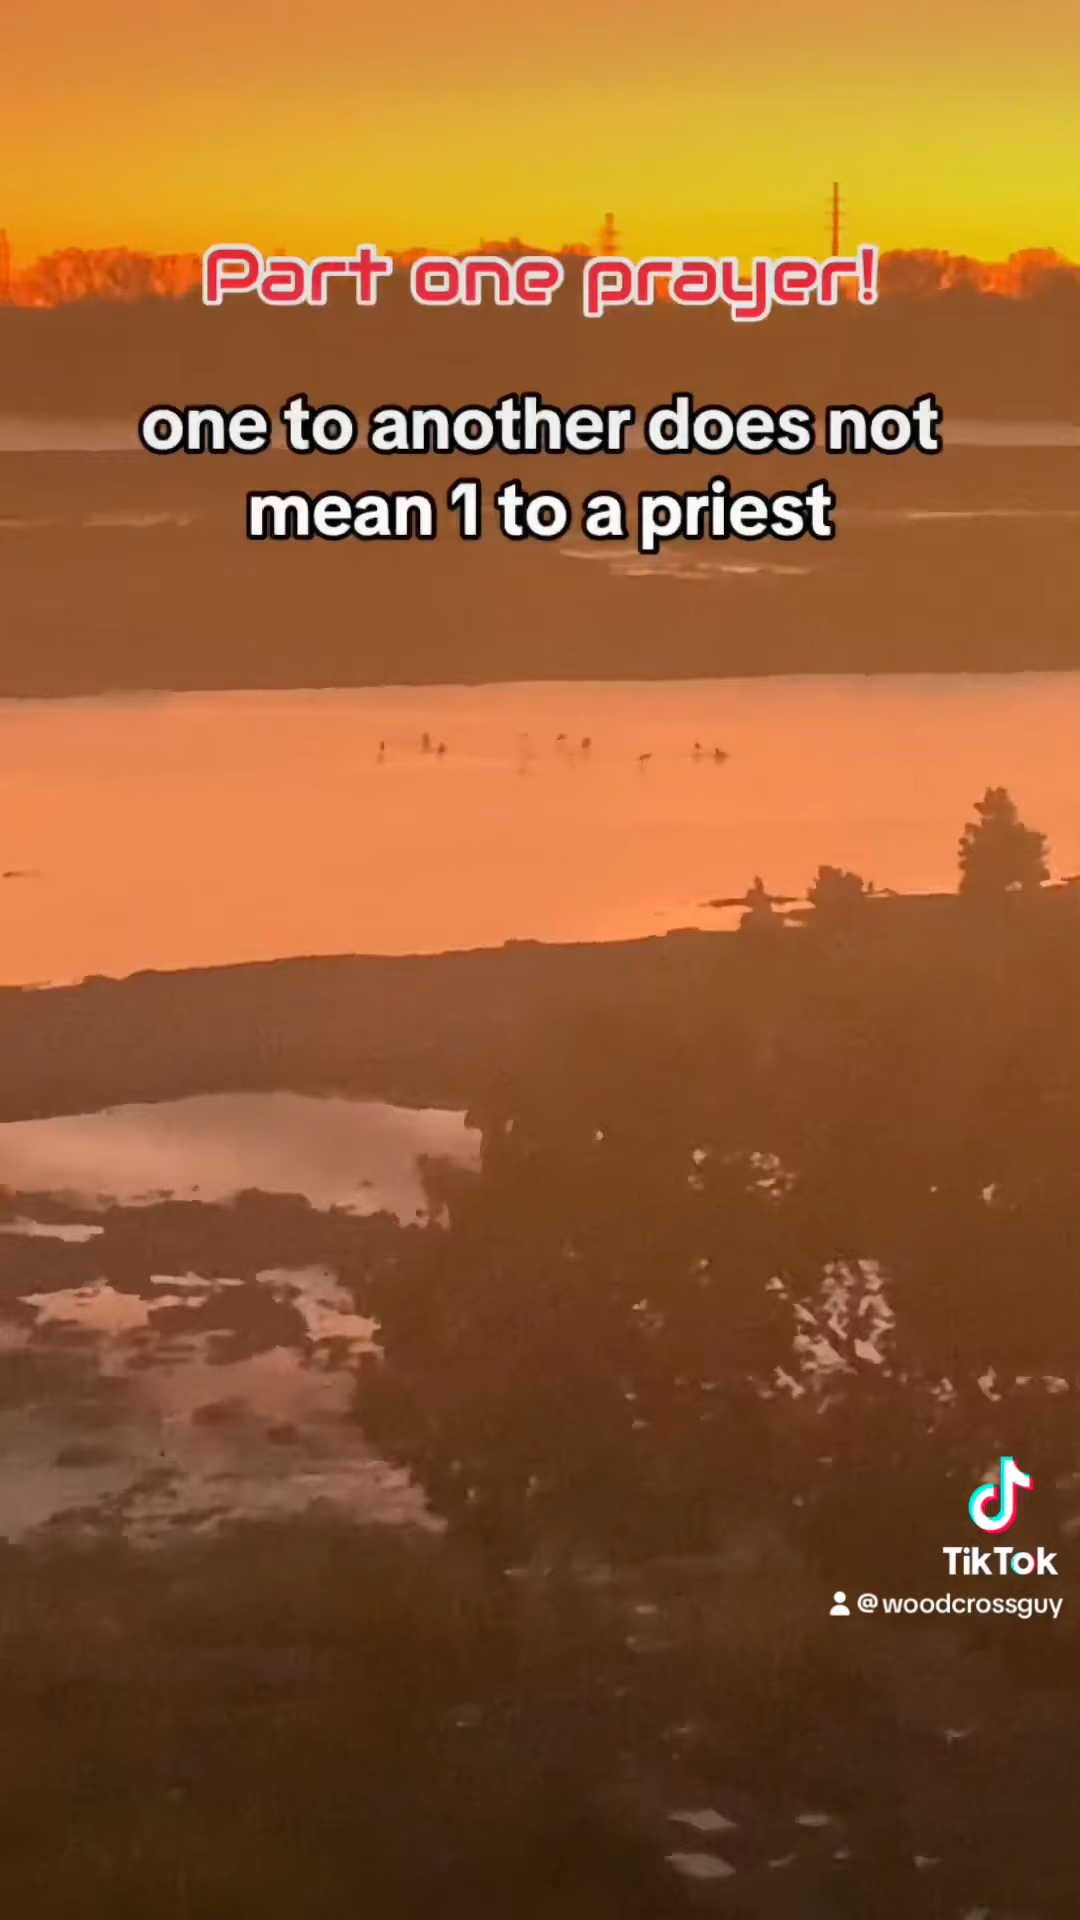 Part one prayer!
one to another does not
mean 1 to a priest
TikTok
@woodcrossguy